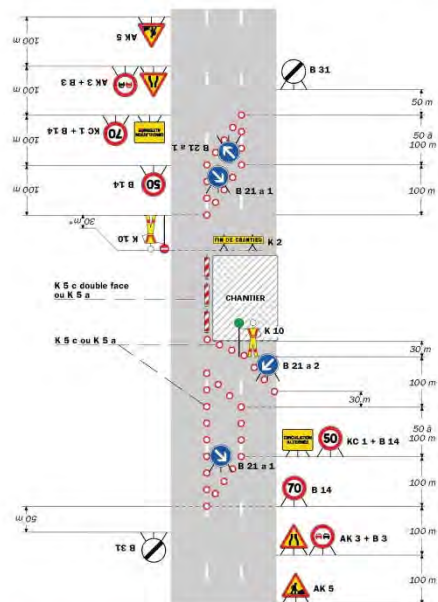 100 m
AK 5
100 m
AK 3 + B 3
B 31
50 m
100 m
KC 1 + B 14
70
CIRCULATION ALTERNÉE
B 21 a 1
50 à
100 m
100 m
B 14
50
B 21 a 1
100 m
30 m*
K 10
K 2
FIN DE CHANTIER
K 5 c double face
ou K 5 a
CHANTIER
K 10
K 5 c ou K 5 a
30 m
B 21 a 2
100 m
30 m
50 à
100 m
CIRCULATION ALTERNÉE
50
KC 1 + B 14
B 21 a 1
100 m
70
B 14
50 m
100 m
B 31
AK 3 + B 3
100 m
AK 5